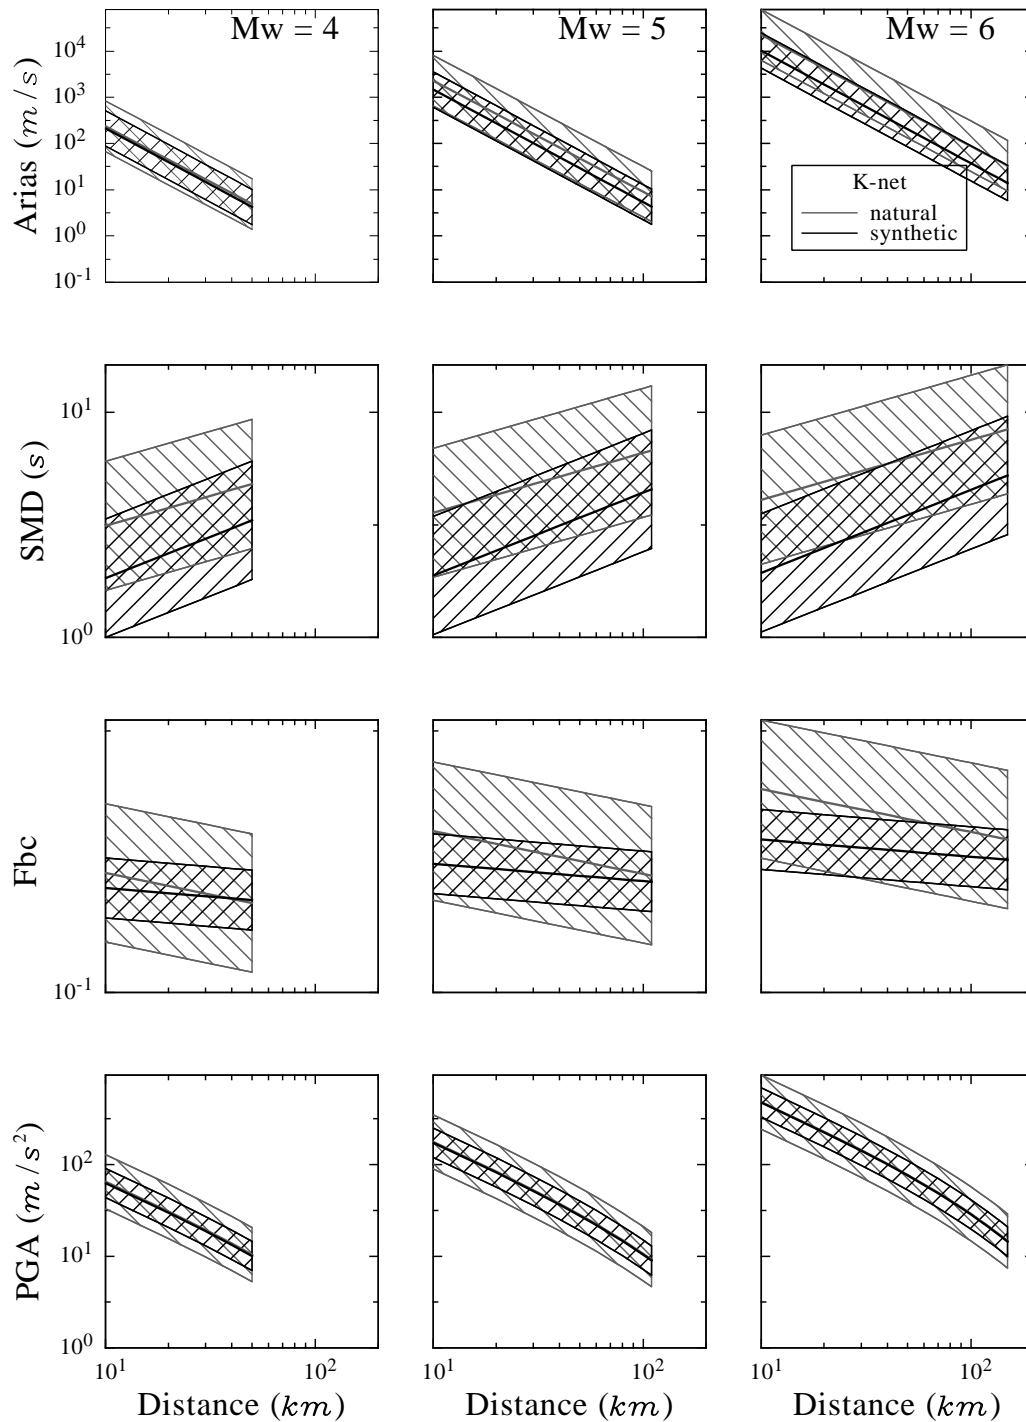 Mw = 4
Mw = 5
Mw = 6
Arias (m/s)
10^4
10^3
10^2
10^1
10^0
10^-1
K-net
natural
synthetic
SMD (s)
10^1
10^0
Fbc
10^-1
PGA (m/s^2)
10^2
10^1
10^0
10^1
10^2
10^1
10^2
10^1
10^2
Distance (km)
Distance (km)
Distance (km)